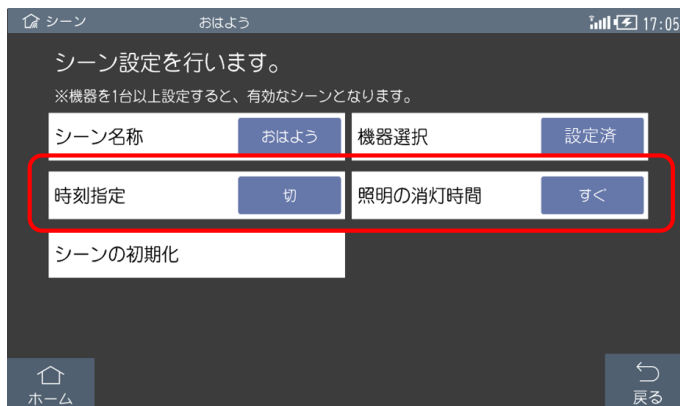 シーン おはよう 17:05
シーン設定を行います。
※機器を1台以上設定すると、有効なシーンとなります。
シーン名称 おはよう 機器選択 設定済
時刻指定 切 照明の消灯時間 すぐ
シーンの初期化
ホーム 戻る